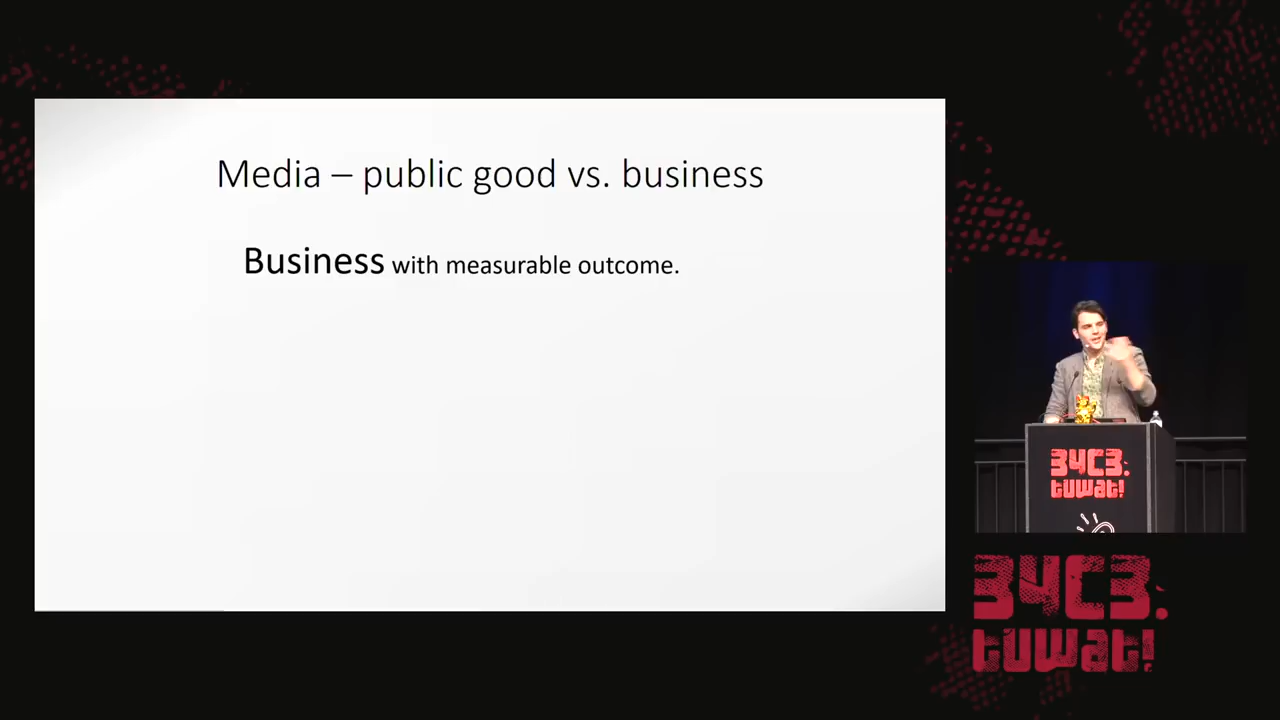 Media – public good vs. business
Business with measurable outcome.
34C3.
tuwat!
34C3.
tuwat!